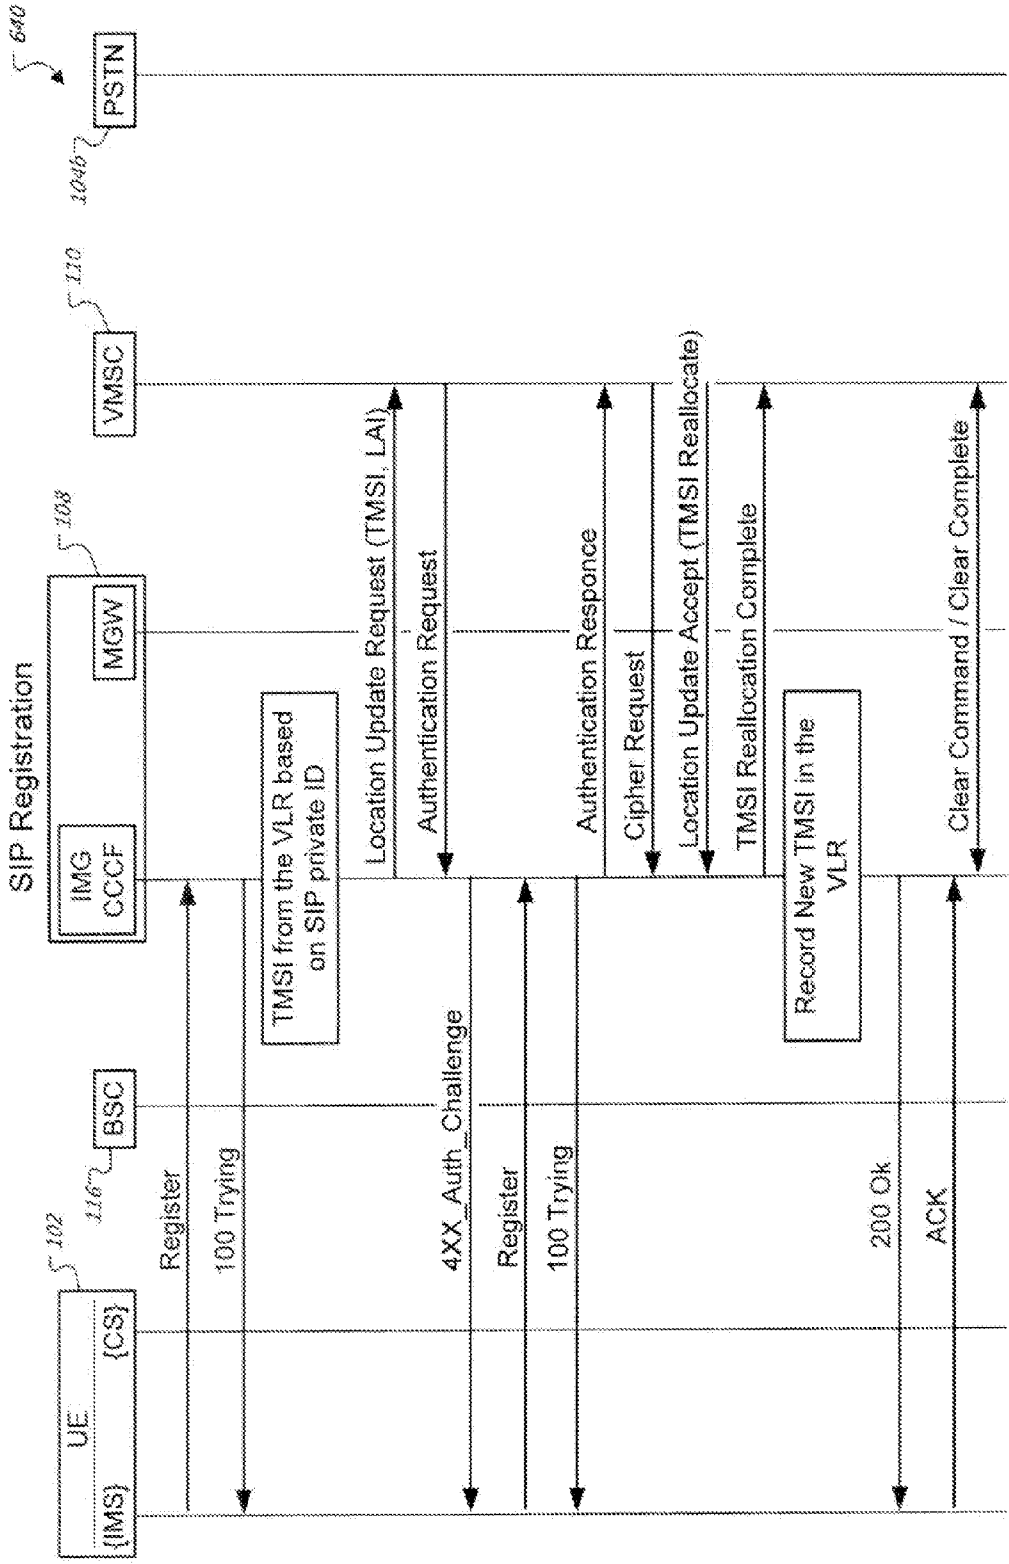 SIP Registration
640
102
UE
{IMS}
{CS}
116
BSC
108
IMG
CCCF
MGW
110
VMSC
104b
PSTN
Register
100 Trying
TMSI from the VLR based
on SIP private ID
Location Update Request (TMSI, LAI)
Authentication Request
4XX_Auth_Challenge
Register
100 Trying
Authentication Responce
Cipher Request
Location Update Accept (TMSI Reallocate)
TMSI Reallocation Complete
Record New TMSI in the
VLR
200 Ok
ACK
Clear Command / Clear Complete